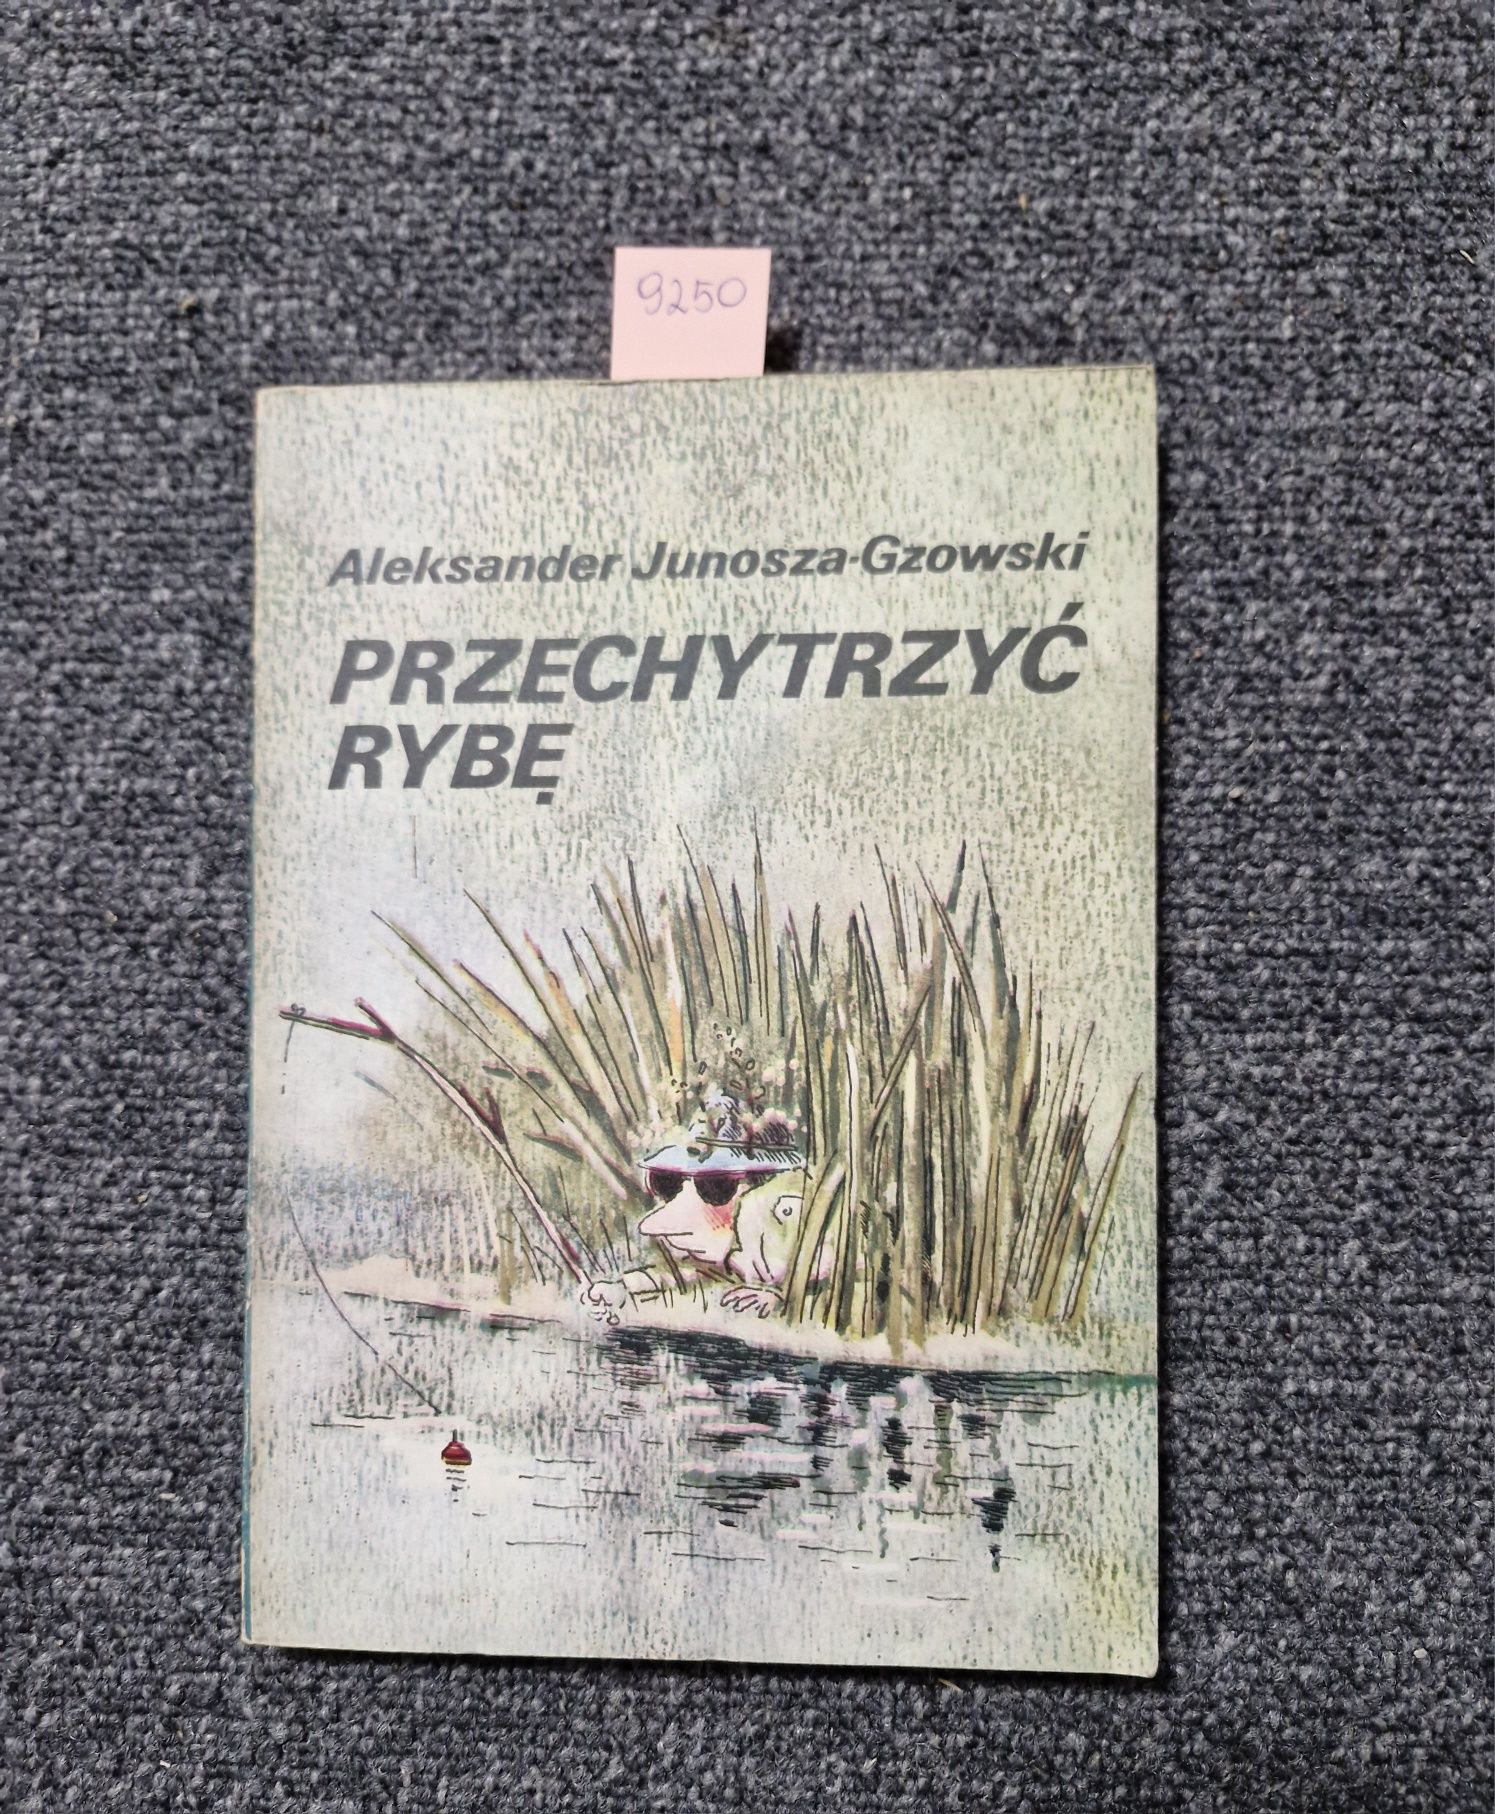 9250
Aleksander Junosza-Gzowski
PRZECHYTRZYĆ
RYBĘ